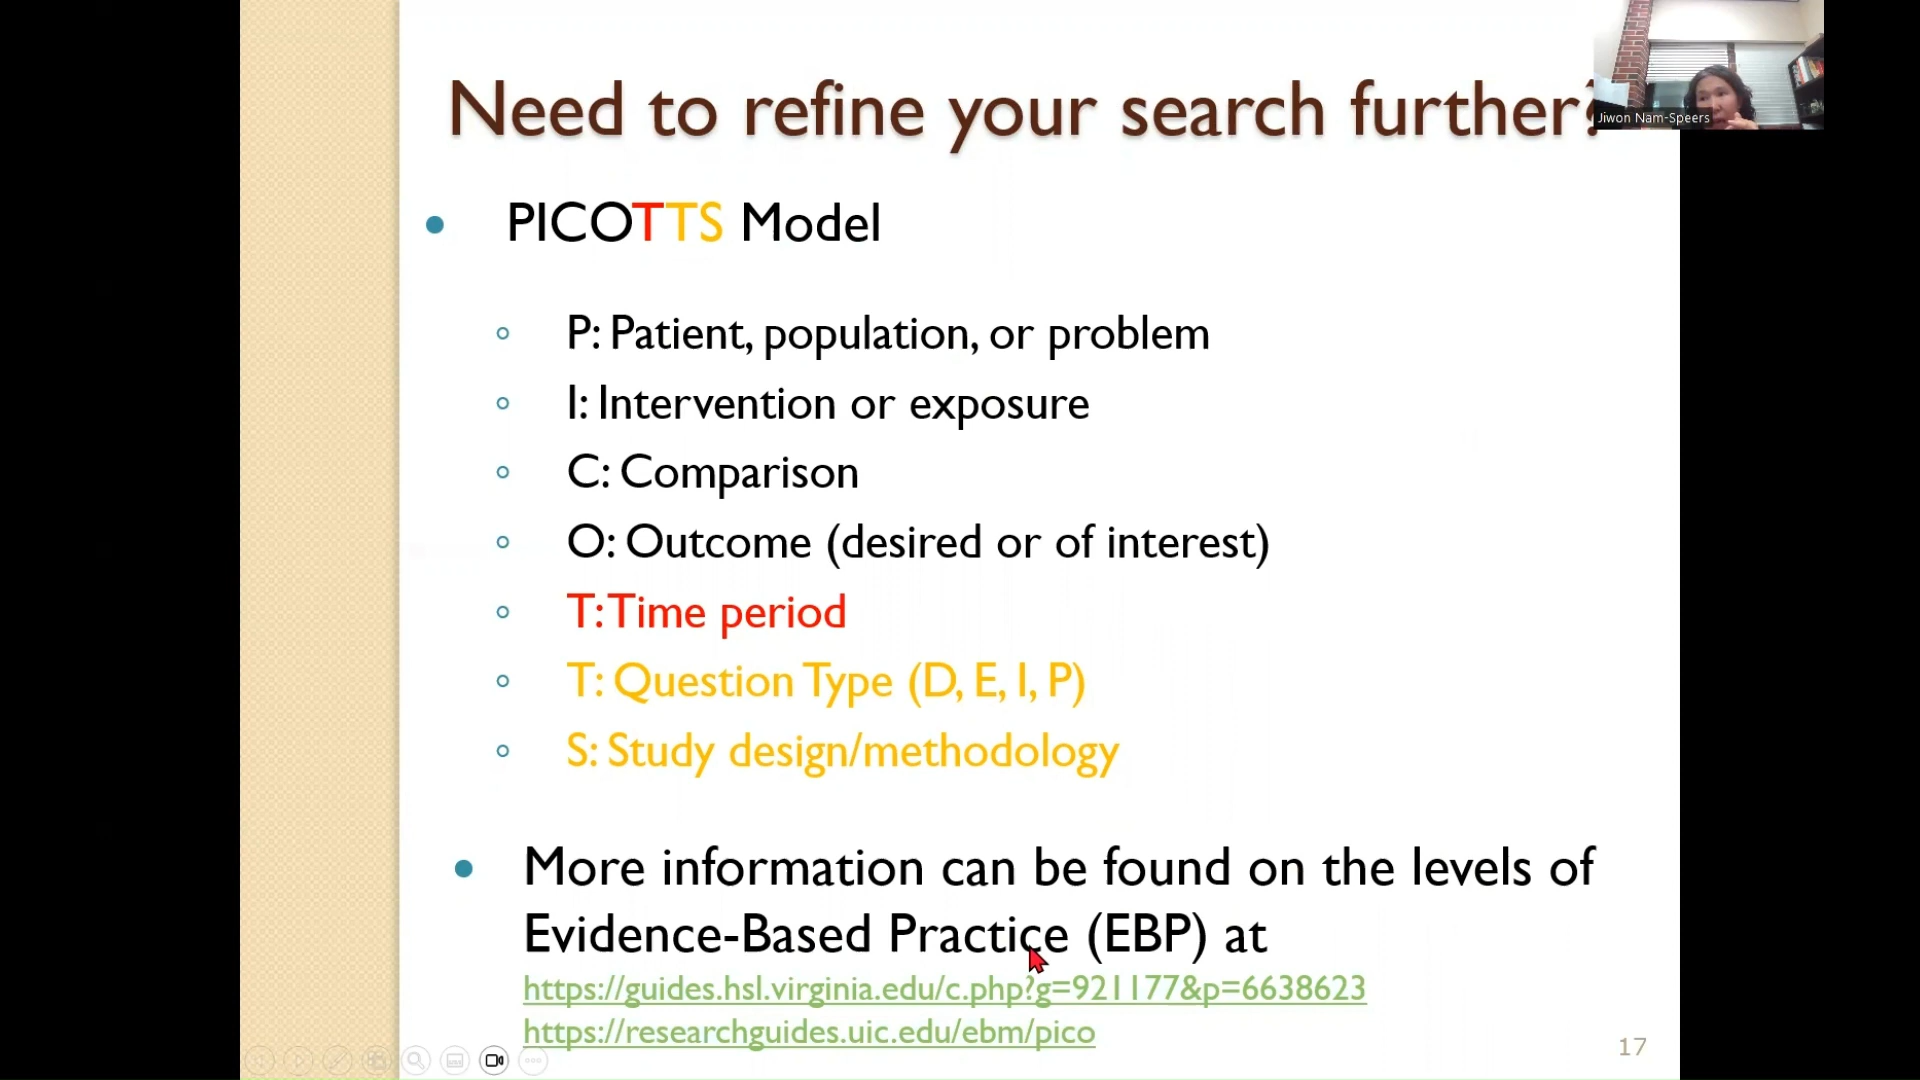 Need to refine your search further?
Jiwon Nam-Speers
PICOTTS Model
P: Patient, population, or problem
I: Intervention or exposure
C: Comparison
O: Outcome (desired or of interest)
T: Time period
T: Question Type (D, E, I, P)
S: Study design/methodology
More information can be found on the levels of
Evidence-Based Practice (EBP) at
https://guides.hsl.virginia.edu/c.php?g=921177&p=6638623
https://researchguides.uic.edu/ebm/pico
17